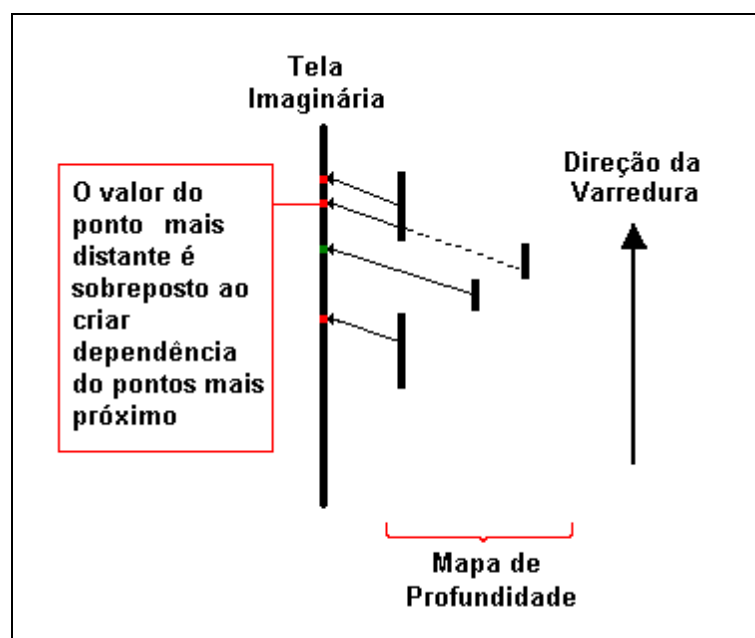 Tela
Imaginária
Direção da
Varredura
O valor do
ponto mais
distante é
sobreposto ao
criar
dependência
do pontos mais
próximo
Mapa de
Profundidade